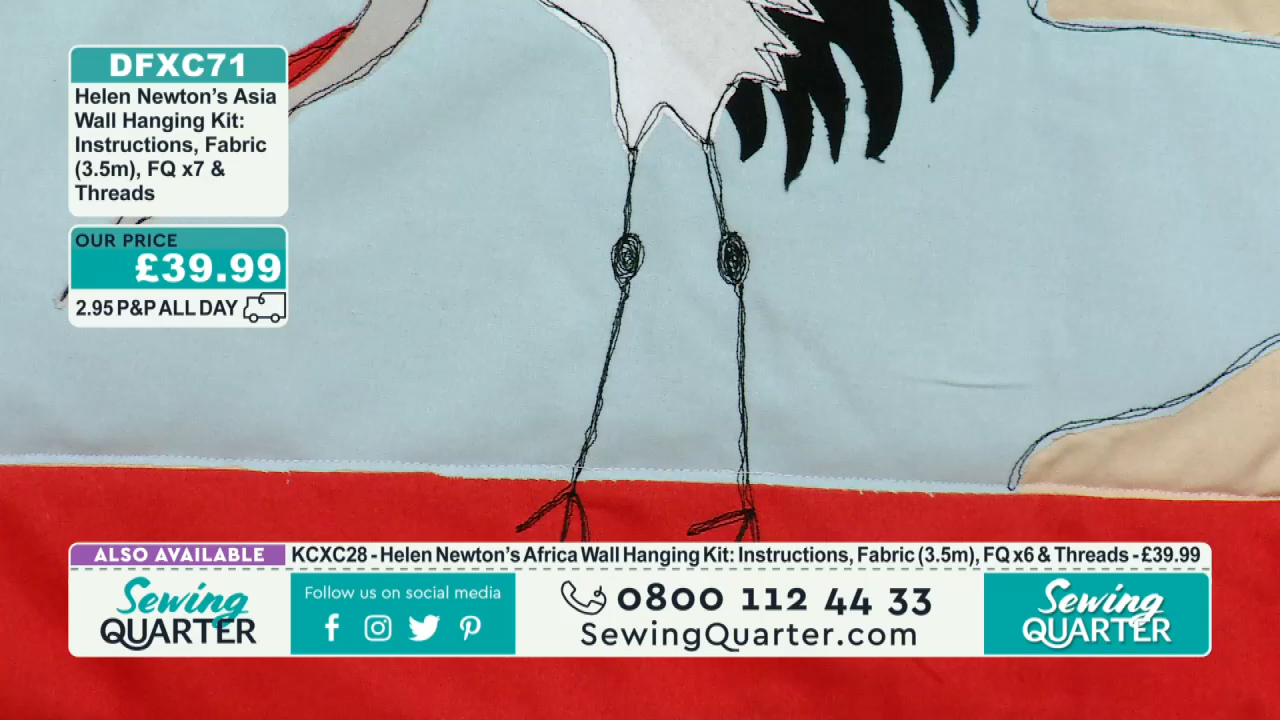 DFXC71
Helen Newton's Asia
Wall Hanging Kit:
Instructions, Fabric
(3.5m), FQ x7 &
Threads
OUR PRICE
£39.99
2.95 P&P ALL DAY
ALSO AVAILABLE
KCXC28 - Helen Newton's Africa Wall Hanging Kit: Instructions, Fabric (3.5m), FQ x6 & Threads - £39.99
Sewing
QUARTER
Follow us on social media
0800 112 44 33
SewingQuarter.com
Sewing
QUARTER